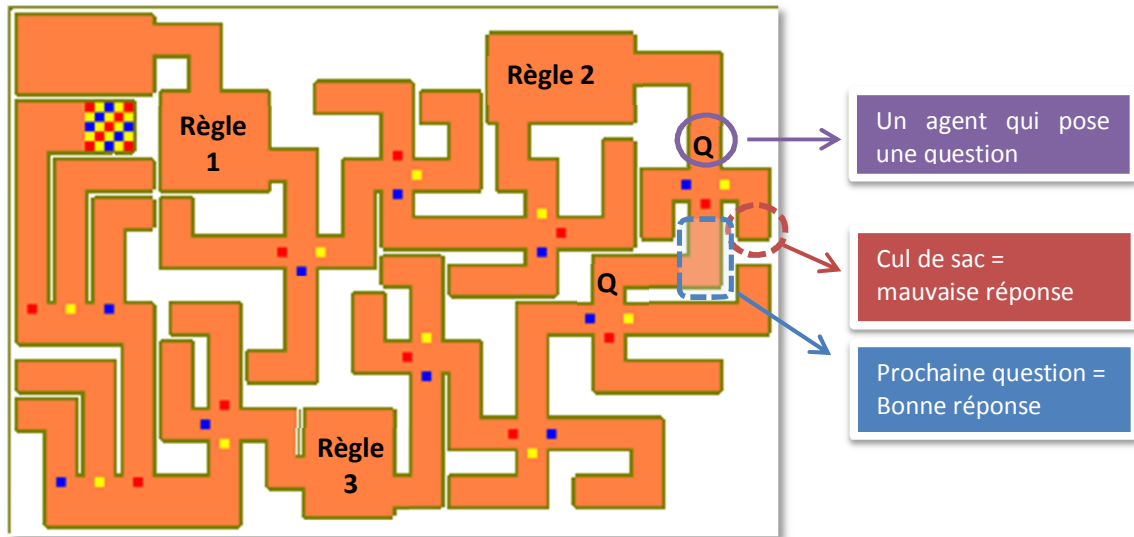 Règle 2
Règle
1
Q
Q
Règle
3
Un agent qui pose
une question
Cul de sac =
mauvaise réponse
Prochaine question =
Bonne réponse